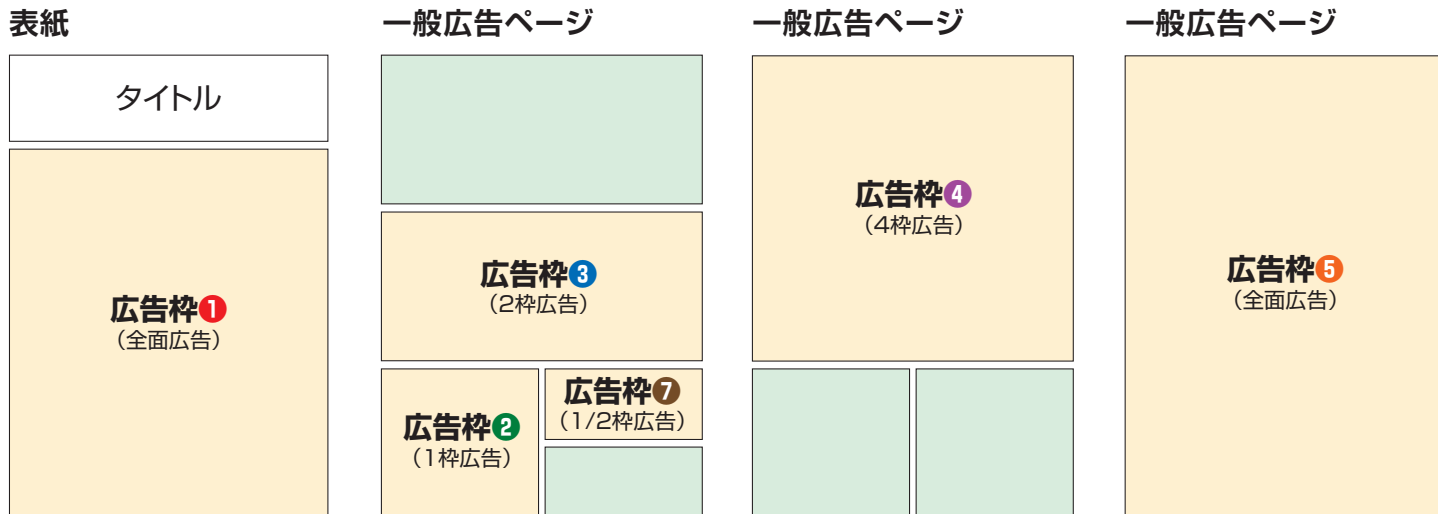 表紙
タイトル
広告枠❶
（全面広告）
一般広告ページ
広告枠❸
（2枠広告）
広告枠❷
（1枠広告）
広告枠❼
（1/2枠広告）
一般広告ページ
広告枠❹
（4枠広告）
一般広告ページ
広告枠❺
（全面広告）